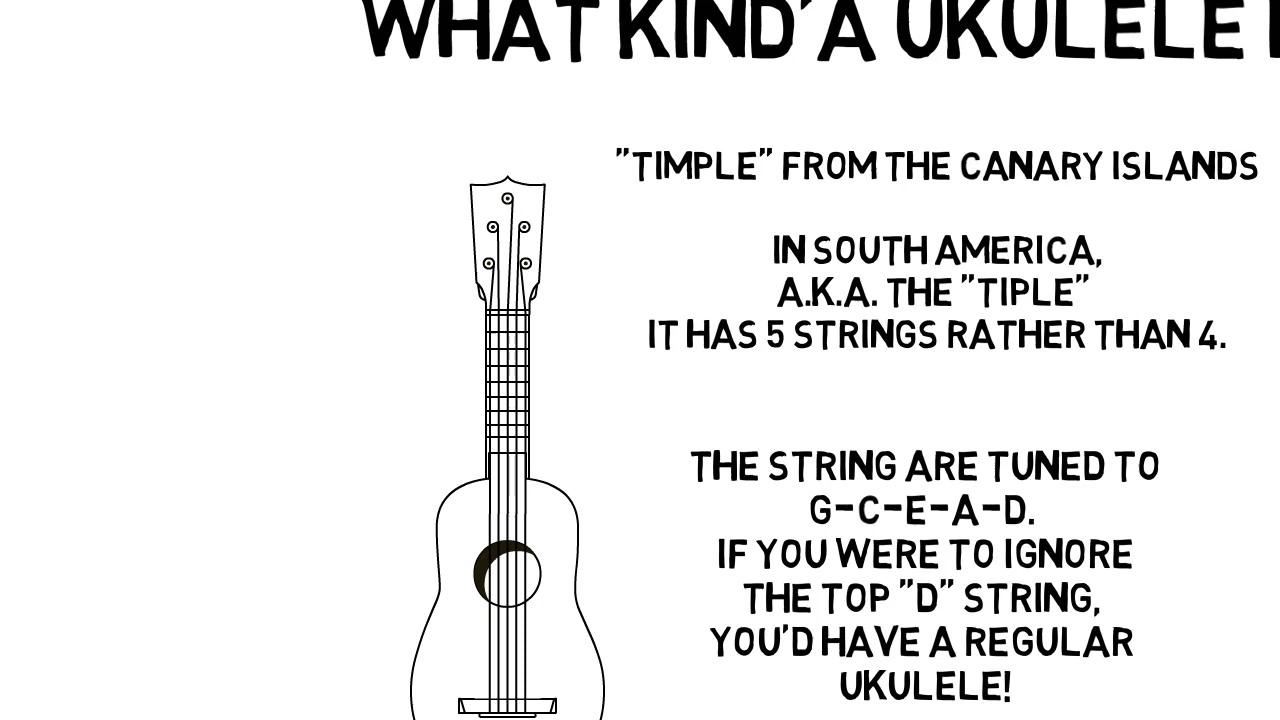 WHAT KIND'A UKULELE
"TIMPLE" FROM THE CANARY ISLANDS
IN SOUTH AMERICA,
A.K.A. THE "TIPLE"
IT HAS 5 STRINGS RATHER THAN 4.
THE STRING ARE TUNED TO
G-C-E-A-D.
IF YOU WERE TO IGNORE
THE TOP "D" STRING,
YOU'D HAVE A REGULAR
UKULELE!